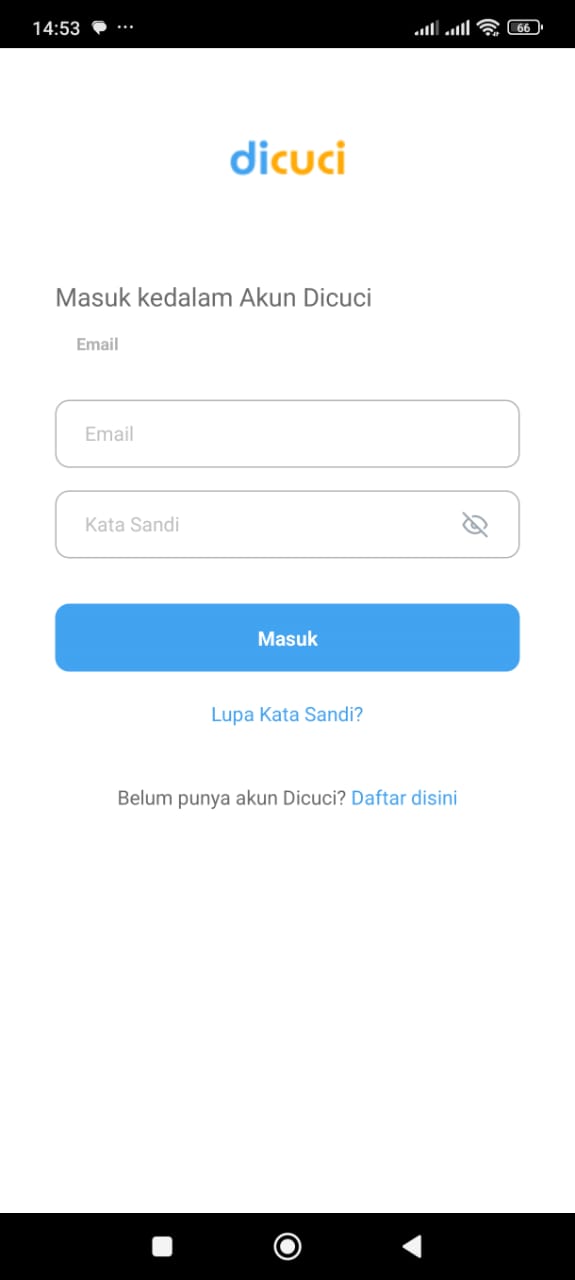 14:53
66
dicuci
Masuk kedalam Akun Dicuci
Email
Email
Kata Sandi
Masuk
Lupa Kata Sandi?
Belum punya akun Dicuci? Daftar disini